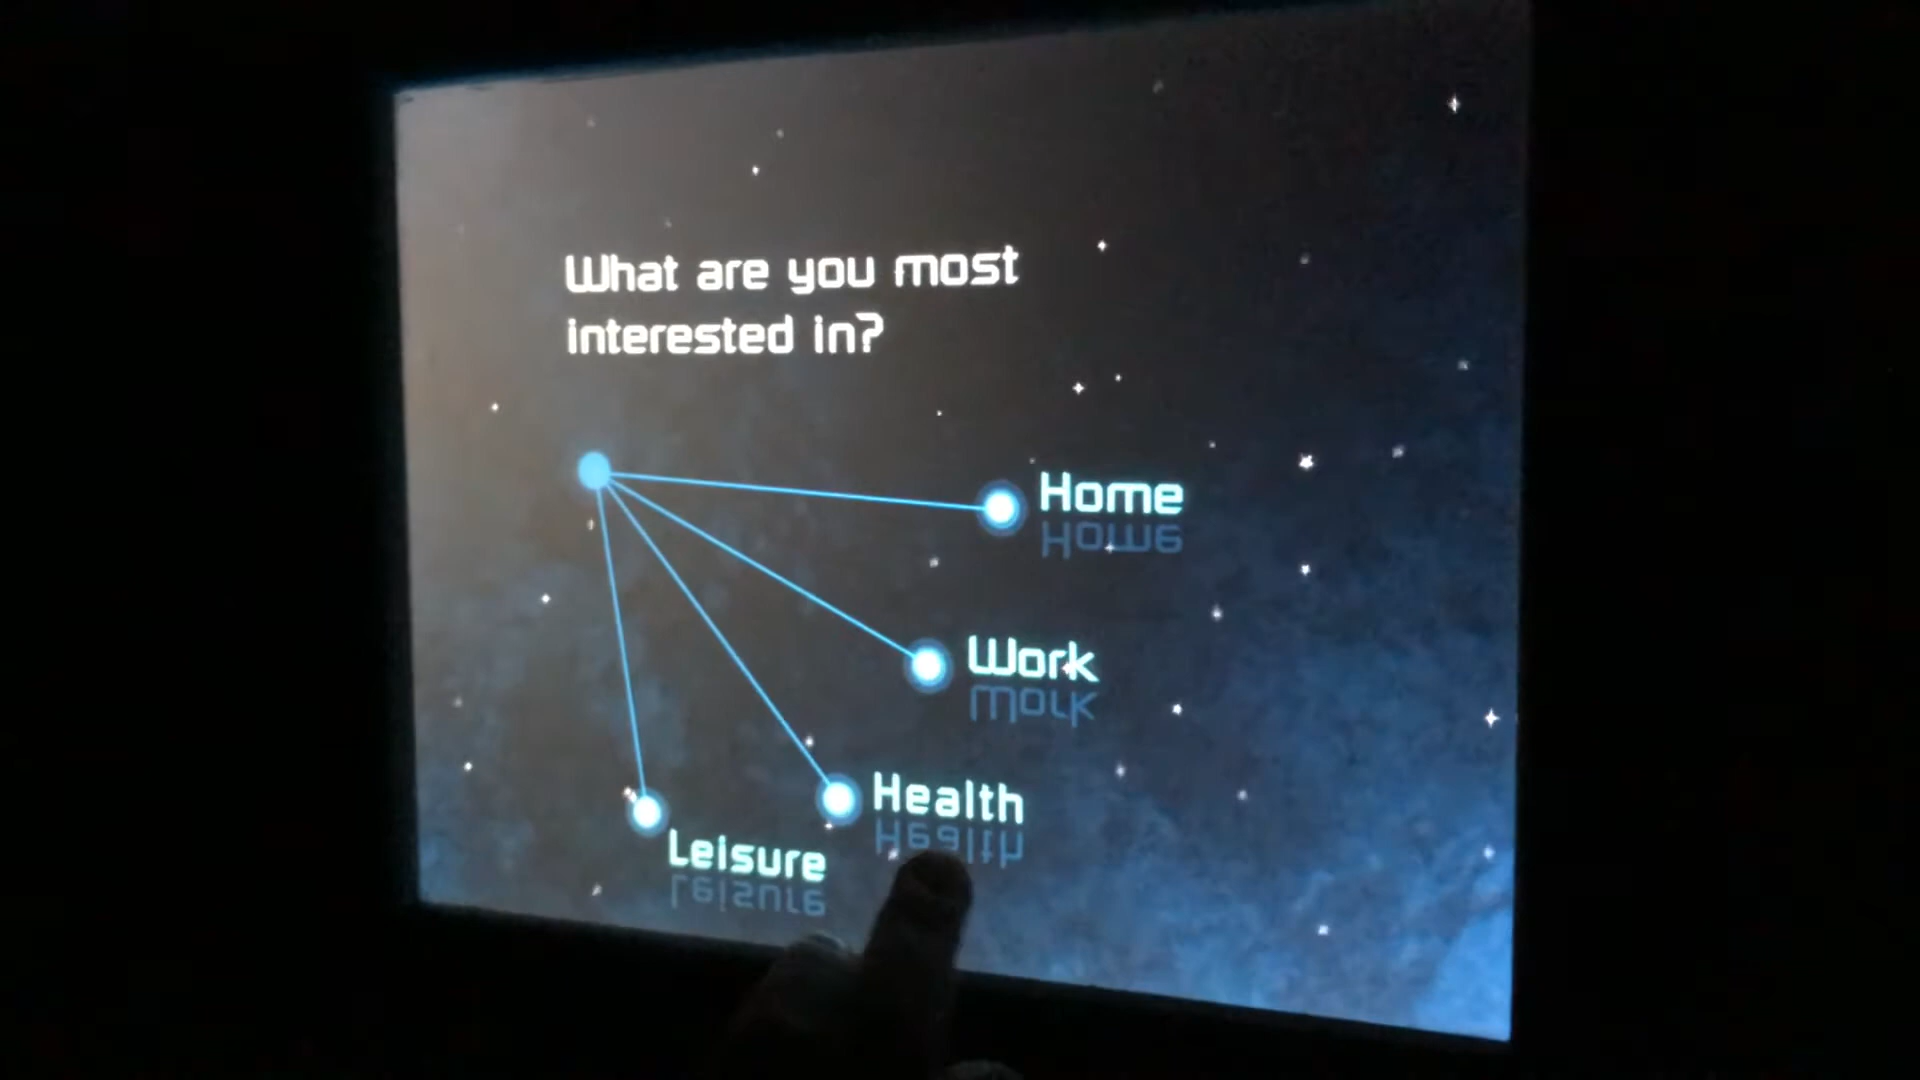 What are you most
interested in?
Home
Work
Health
Leisure